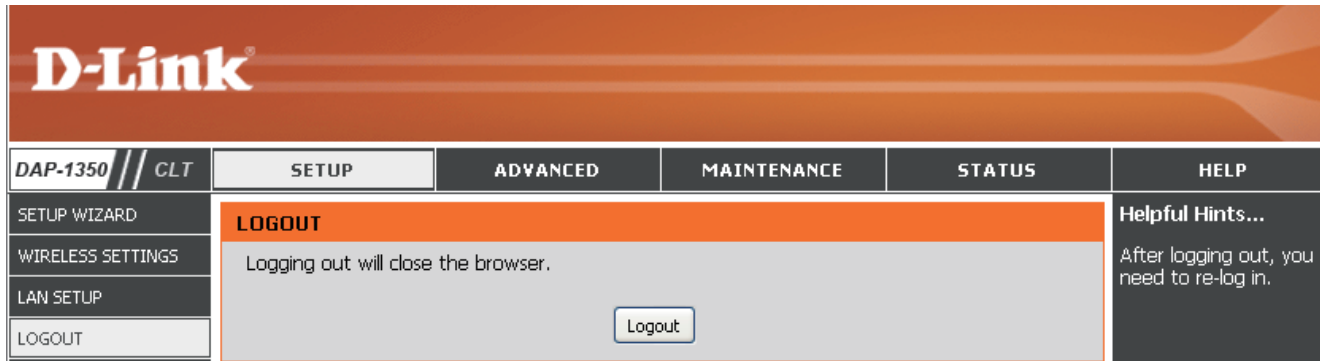 D-Link®
DAP-1350 // CLT
SETUP
ADVANCED
MAINTENANCE
STATUS
HELP
SETUP WIZARD
WIRELESS SETTINGS
LAN SETUP
LOGOUT
LOGOUT
Logging out will close the browser.
Logout
Helpful Hints...
After logging out, you
need to re-log in.